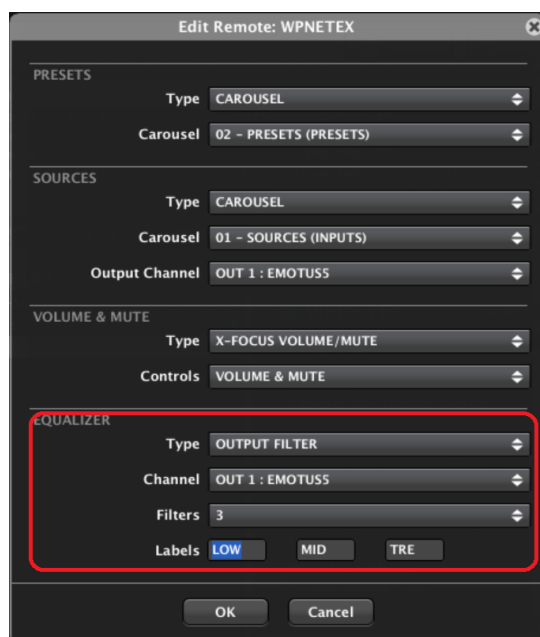 Edit Remote: WPNETEX
PRESETS
Type CAROUSEL
Carousel 02 - PRESETS (PRESETS)
SOURCES
Type CAROUSEL
Carousel 01 - SOURCES (INPUTS)
Output Channel OUT 1 : EMOTUS5
VOLUME & MUTE
Type X-FOCUS VOLUME/MUTE
Controls VOLUME & MUTE
EQUALIZER
Type OUTPUT FILTER
Channel OUT 1 : EMOTUS5
Filters 3
Labels LOW MID TRE
OK Cancel